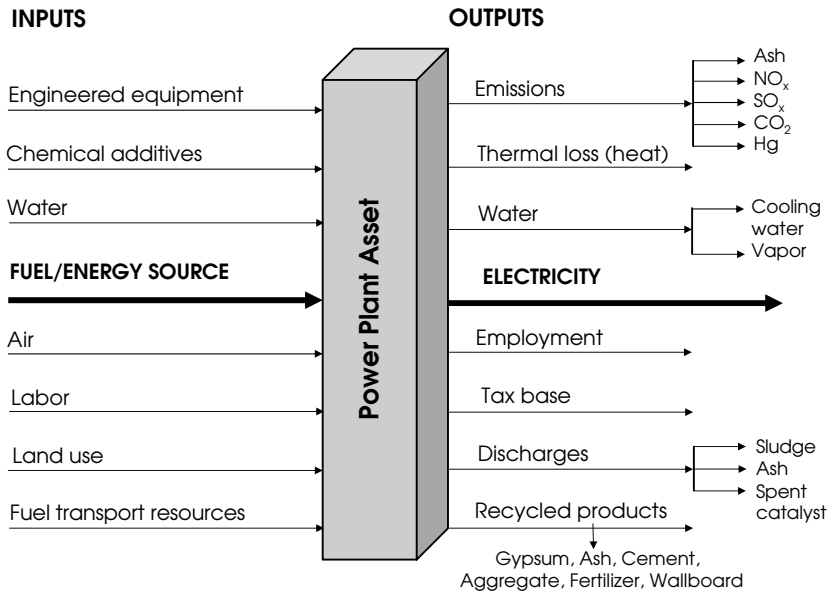 INPUTS
Engineered equipment
Chemical additives
Water
FUEL/ENERGY SOURCE
Air
Labor
Land use
Fuel transport resources
Power Plant Asset
OUTPUTS
Emissions
Ash
NOₓ
SOₓ
CO₂
Hg
Thermal loss (heat)
Water
Cooling
water
Vapor
ELECTRICITY
Employment
Tax base
Discharges
Sludge
Ash
Spent
catalyst
Recycled products
Gypsum, Ash, Cement,
Aggregate, Fertilizer, Wallboard